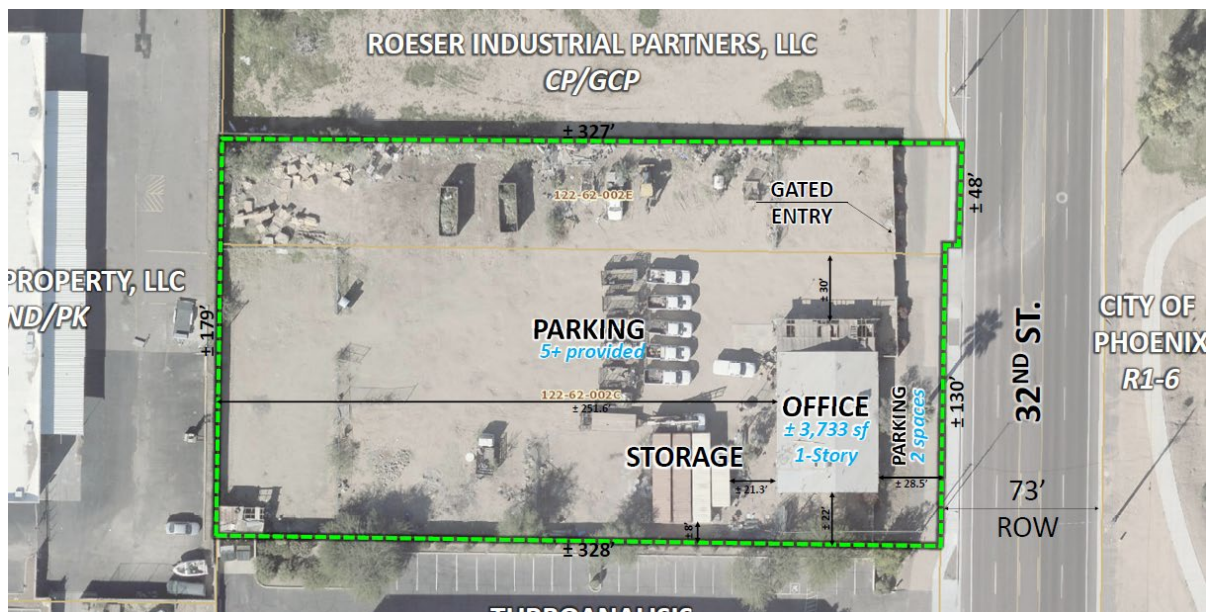 ROESER INDUSTRIAL PARTNERS, LLC
CP/GCP
± 327'
± 48'
122-62-002E
GATED
ENTRY
PROPERTY, LLC
ND/PK
± 179'
± 30'
PARKING
5+ provided
122-62-002C
± 251.6'
OFFICE
± 3,733 sf
1-Story
PARKING
2 spaces
± 130'
32ND ST.
CITY OF
PHOENIX
R1-6
STORAGE
± 21.3'
± 28.5'
± 22'
± 8'
73'
ROW
± 328'
TURBOANALYSIS